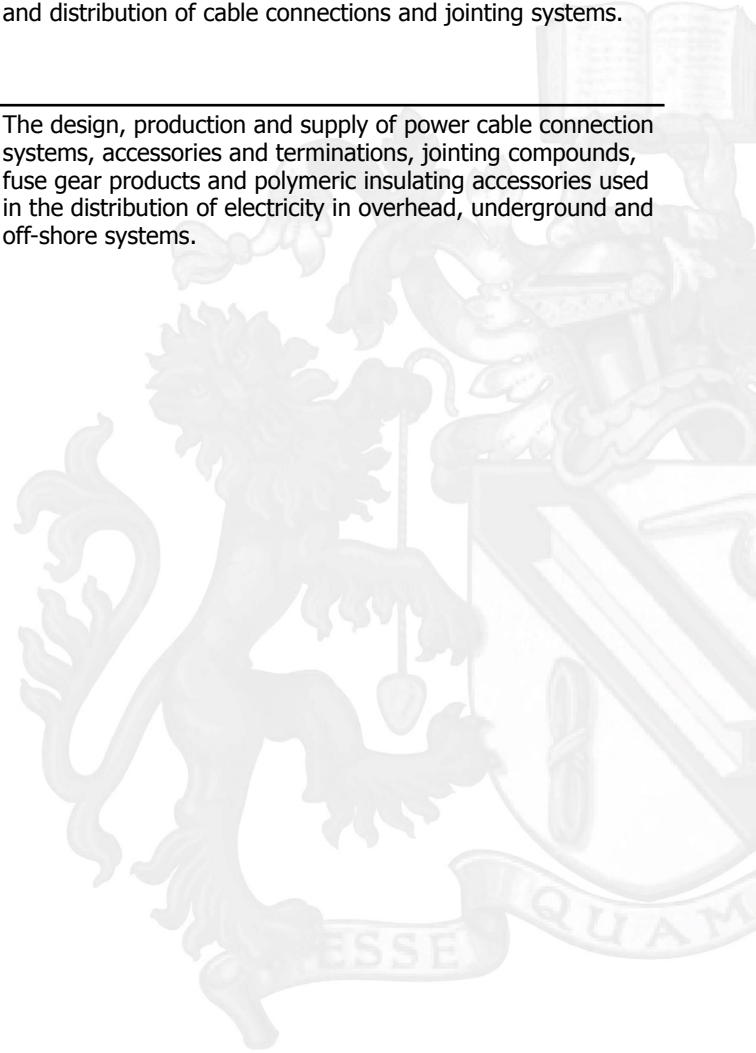 and distribution of cable connections and jointing systems.
The design, production and supply of power cable connection
systems, accessories and terminations, jointing compounds,
fuse gear products and polymeric insulating accessories used
in the distribution of electricity in overhead, underground and
off-shore systems.
ESSE QUAM